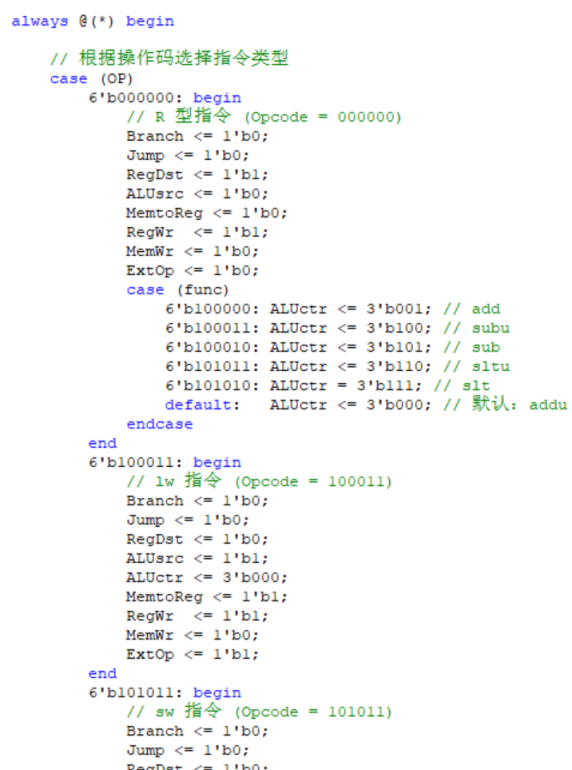 always @(*) begin
// 根据操作码选择指令类型
case (OP)
6'b000000: begin
// R 型指令 (Opcode = 000000)
Branch <= 1'b0;
Jump <= 1'b0;
RegDst <= 1'b1;
ALUsrc <= 1'b0;
MemtoReg <= 1'b0;
RegWr  <= 1'b1;
MemWr <= 1'b0;
ExtOp <= 1'b0;
case (func)
6'b100000: ALUctr <= 3'b001; // add
6'b100011: ALUctr <= 3'b100; // subu
6'b100010: ALUctr <= 3'b101; // sub
6'b101011: ALUctr <= 3'b110; // sltu
6'b101010: ALUctr = 3'b111; // slt
default:   ALUctr <= 3'b000; // 默认: addu
endcase
end
6'b100011: begin
// lw 指令 (Opcode = 100011)
Branch <= 1'b0;
Jump <= 1'b0;
RegDst <= 1'b0;
ALUsrc <= 1'b1;
ALUctr <= 3'b000;
MemtoReg <= 1'b1;
RegWr  <= 1'b1;
MemWr <= 1'b0;
ExtOp <= 1'b1;
end
6'b101011: begin
// sw 指令 (Opcode = 101011)
Branch <= 1'b0;
Jump <= 1'b0;
RegDst <= 1'b0;